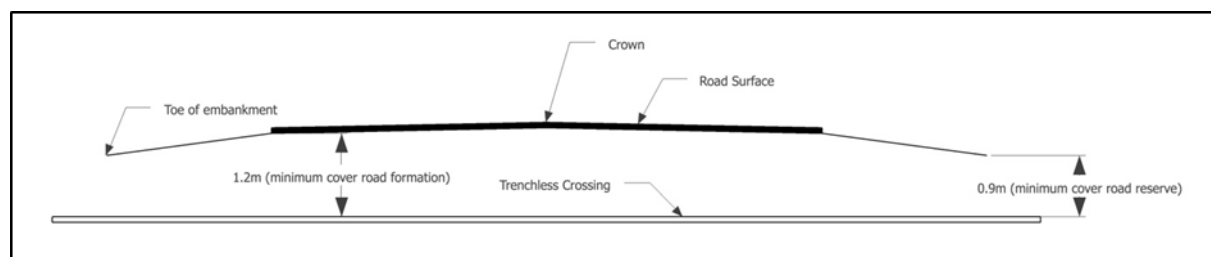 Crown
Road Surface
Toe of embankment
1.2m (minimum cover road formation)
Trenchless Crossing
0.9m (minimum cover road reserve)